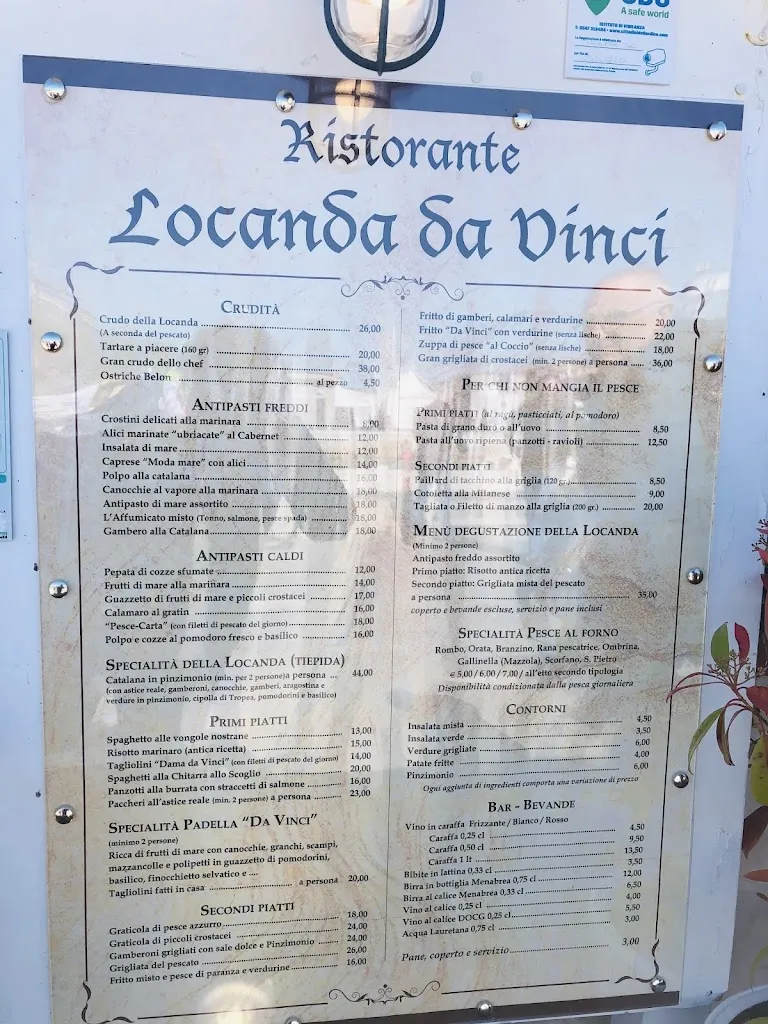 A safe world
ISTITUTO DI VIGILANZA
Ristorante
Locanda da Vinci
CRUDITÀ
Crudo della Locanda 26,00
(A seconda del pescato)
Tartare a piacere (160 gr) 20,00
Gran crudo dello chef 38,00
Ostriche Belon al pezzo 4,50
ANTIPASTI FREDDI
Crostini delicati alla marinara 8,00
Alici marinate "ubriacate" al Cabernet 12,00
Insalata di mare 12,00
Caprese "Moda mare" con alici 14,00
Polpo alla catalana 16,00
Canocchie al vapore alla marinara 18,00
Antipasto di mare assortito 18,00
L'Affumicato misto (Tonno, salmone, pesce spada) 18,00
Gambero alla Catalana 18,00
ANTIPASTI CALDI
Pepata di cozze sfumate 12,00
Frutti di mare alla marinara 14,00
Guazzetto di frutti di mare e piccoli crostacei 17,00
Calamaro al gratin 16,00
"Pesce-Carta" (con filetti di pescato del giorno) 18,00
Polpo e cozze al pomodoro fresco e basilico 16,00
SPECIALITÀ DELLA LOCANDA (TIEPIDA)
Catalana in pinzimonio (min. per 2 persone) a persona ... 44,00
(con astice reale, gamberoni, canocchie, gamberi, aragostina e
verdure in pinzimonio, cipolla di Tropea, pomodorini e basilico)
PRIMI PIATTI
Spaghetto alle vongole nostrane 13,00
Risotto marinaro (antica ricetta) 15,00
Tagliolini "Dama da Vinci" (con filetti di pescato del giorno) 14,00
Spaghetti alla Chitarra allo Scoglio 20,00
Panzotti alla burrata con straccetti di salmone 16,00
Paccheri all'astice reale (min. 2 persone) a persona 23,00
SPECIALITÀ PADELLA "DA VINCI"
(minimo 2 persone)
Ricca di frutti di mare con canocchie, granchi, scampi,
mazzancolle e polipetti in guazzetto di pomodorini,
basilico, finocchietto selvatico e ....
Tagliolini fatti in casa a persona 20,00
SECONDI PIATTI
Graticola di pesce azzurro 18,00
Graticola di piccoli crostacei 24,00
Gamberoni grigliati con sale dolce e Pinzimonio 24,00
Grigliata del pescato 26,00
Fritto misto e pesce di paranza e verdurine 16,00
Fritto di gamberi, calamari e verdurine 20,00
Fritto "Da Vinci" con verdurine (senza lische) 22,00
Zuppa di pesce "al Coccio" (senza lische) 18,00
Gran grigliata di crostacei (min. 2 persone) a persona 36,00
PER CHI NON MANGIA IL PESCE
PRIMI PIATTI (al ragù, pasticciati, al pomodoro)
Pasta di grano duro o all'uovo 8,50
Pasta all'uovo ripiena (panzotti - ravioli) 12,50
SECONDI PIATTI
Paillard di tacchino alla griglia (120 gr.) 8,50
Cotoletta alla Milanese 9,00
Tagliata o Filetto di manzo alla griglia (200 gr.) 20,00
MENÙ DEGUSTAZIONE DELLA LOCANDA
(Minimo 2 persone)
Antipasto freddo assortito
Primo piatto: Risotto antica ricetta
Secondo piatto: Grigliata mista del pescato
a persona 35,00
coperto e bevande escluse, servizio e pane inclusi
SPECIALITÀ PESCE AL FORNO
Rombo, Orata, Branzino, Rana pescatrice, Ombrina,
Gallinella (Mazzola), Scorfano, S. Pietro
€ 5,00 / 6,00 / 7,00 / all'etto secondo tipologia
Disponibilità condizionata dalla pesca giornaliera
CONTORNI
Insalata mista 4,50
Insalata verde 3,50
Verdure grigliate 6,00
Patate fritte 4,00
Pinzimonio 6,00
Ogni aggiunta di ingredienti comporta una variazione di prezzo
BAR - BEVANDE
Vino in caraffa Frizzante / Bianco / Rosso
Caraffa 0,25 cl 4,50
Caraffa 0,50 cl 9,50
Caraffa 1 lt 13,50
Bibite in lattina 0,33 cl 3,50
Birra in bottiglia Menabrea 0,75 cl 12,00
Birra al calice Menabrea 0,33 cl 6,50
Vino al calice 0,25 cl 4,00
Vino al calice DOCG 0,25 cl 5,50
Acqua Lauretana 0,75 cl 3,00
Pane, coperto e servizio 3,00